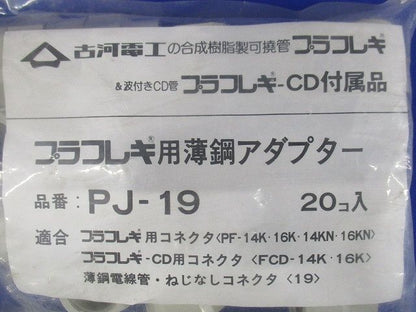 古河電工の合成樹脂製可撓管プラフレキ®
&波付きCD管 プラフレキ®-CD付属品
プラフレキ®用薄鋼アダプター
品番：PJ-19 20コ入
適合 プラフレキ®用コネクタ〈PF-14K·16K·14KN·16KN〉
プラフレキ®-CD用コネクタ〈FCD-14K·16K〉
薄鋼電線管·ねじなしコネクタ〈19〉